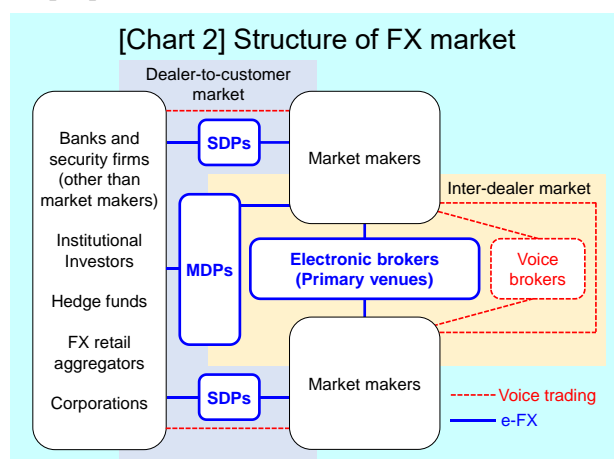 [Chart 2] Structure of FX market
Dealer-to-customer
market
Banks and
security firms
(other than
market makers)
Institutional
Investors
Hedge funds
FX retail
aggregators
Corporations
SDPs
MDPs
SDPs
Market makers
Inter-dealer market
Electronic brokers
(Primary venues)
Voice
brokers
Market makers
Voice trading
e-FX